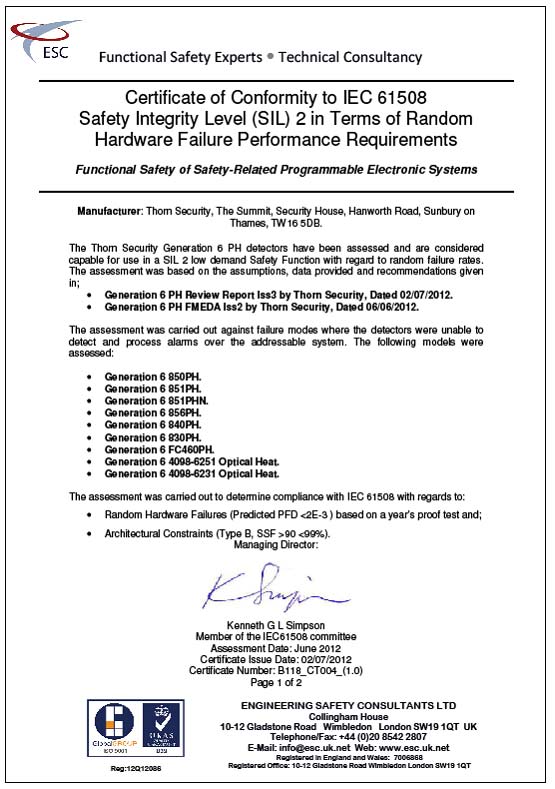 ESC
Functional Safety Experts • Technical Consultancy
Certificate of Conformity to IEC 61508
Safety Integrity Level (SIL) 2 in Terms of Random
Hardware Failure Performance Requirements
Functional Safety of Safety-Related Programmable Electronic Systems
Manufacturer: Thorn Security, The Summit, Security House, Hanworth Road, Sunbury on
Thames, TW16 5DB.
The Thorn Security Generation 6 PH detectors have been assessed and are considered
capable for use in a SIL 2 low demand Safety Function with regard to random failure rates.
The assessment was based on the assumptions, data provided and recommendations given
in;
• Generation 6 PH Review Report Iss3 by Thorn Security, Dated 02/07/2012.
• Generation 6 PH FMEDA Iss2 by Thorn Security, Dated 06/06/2012.
The assessment was carried out against failure modes where the detectors were unable to
detect and process alarms over the addressable system. The following models were
assessed:
• Generation 6 850PH.
• Generation 6 851PH.
• Generation 6 851PHN.
• Generation 6 856PH.
• Generation 6 840PH.
• Generation 6 830PH.
• Generation 6 FC460PH.
• Generation 6 4098-6251 Optical Heat.
• Generation 6 4098-6231 Optical Heat.
The assessment was carried out to determine compliance with IEC 61508 with regards to:
• Random Hardware Failures (Predicted PFD <2E-3 ) based on a year's proof test and;
• Architectural Constraints (Type B, SSF >90 <99%).
Managing Director:
K Simpson
Kenneth G L Simpson
Member of the IEC61508 committee
Assessment Date: June 2012
Certificate Issue Date: 02/07/2012
Certificate Number: B118_CT004_(1.0)
Page 1 of 2
GlobalGROUP
ISO 9001
UKAS
Reg:12Q12086
ENGINEERING SAFETY CONSULTANTS LTD
Collingham House
10-12 Gladstone Road Wimbledon London SW19 1QT UK
Telephone/Fax: +44 (0)20 8542 2807
E-Mail: info@esc.uk.net Web: www.esc.uk.net
Registered in England and Wales: 7006868
Registered Office: 10-12 Gladstone Road Wimbledon London SW19 1QT